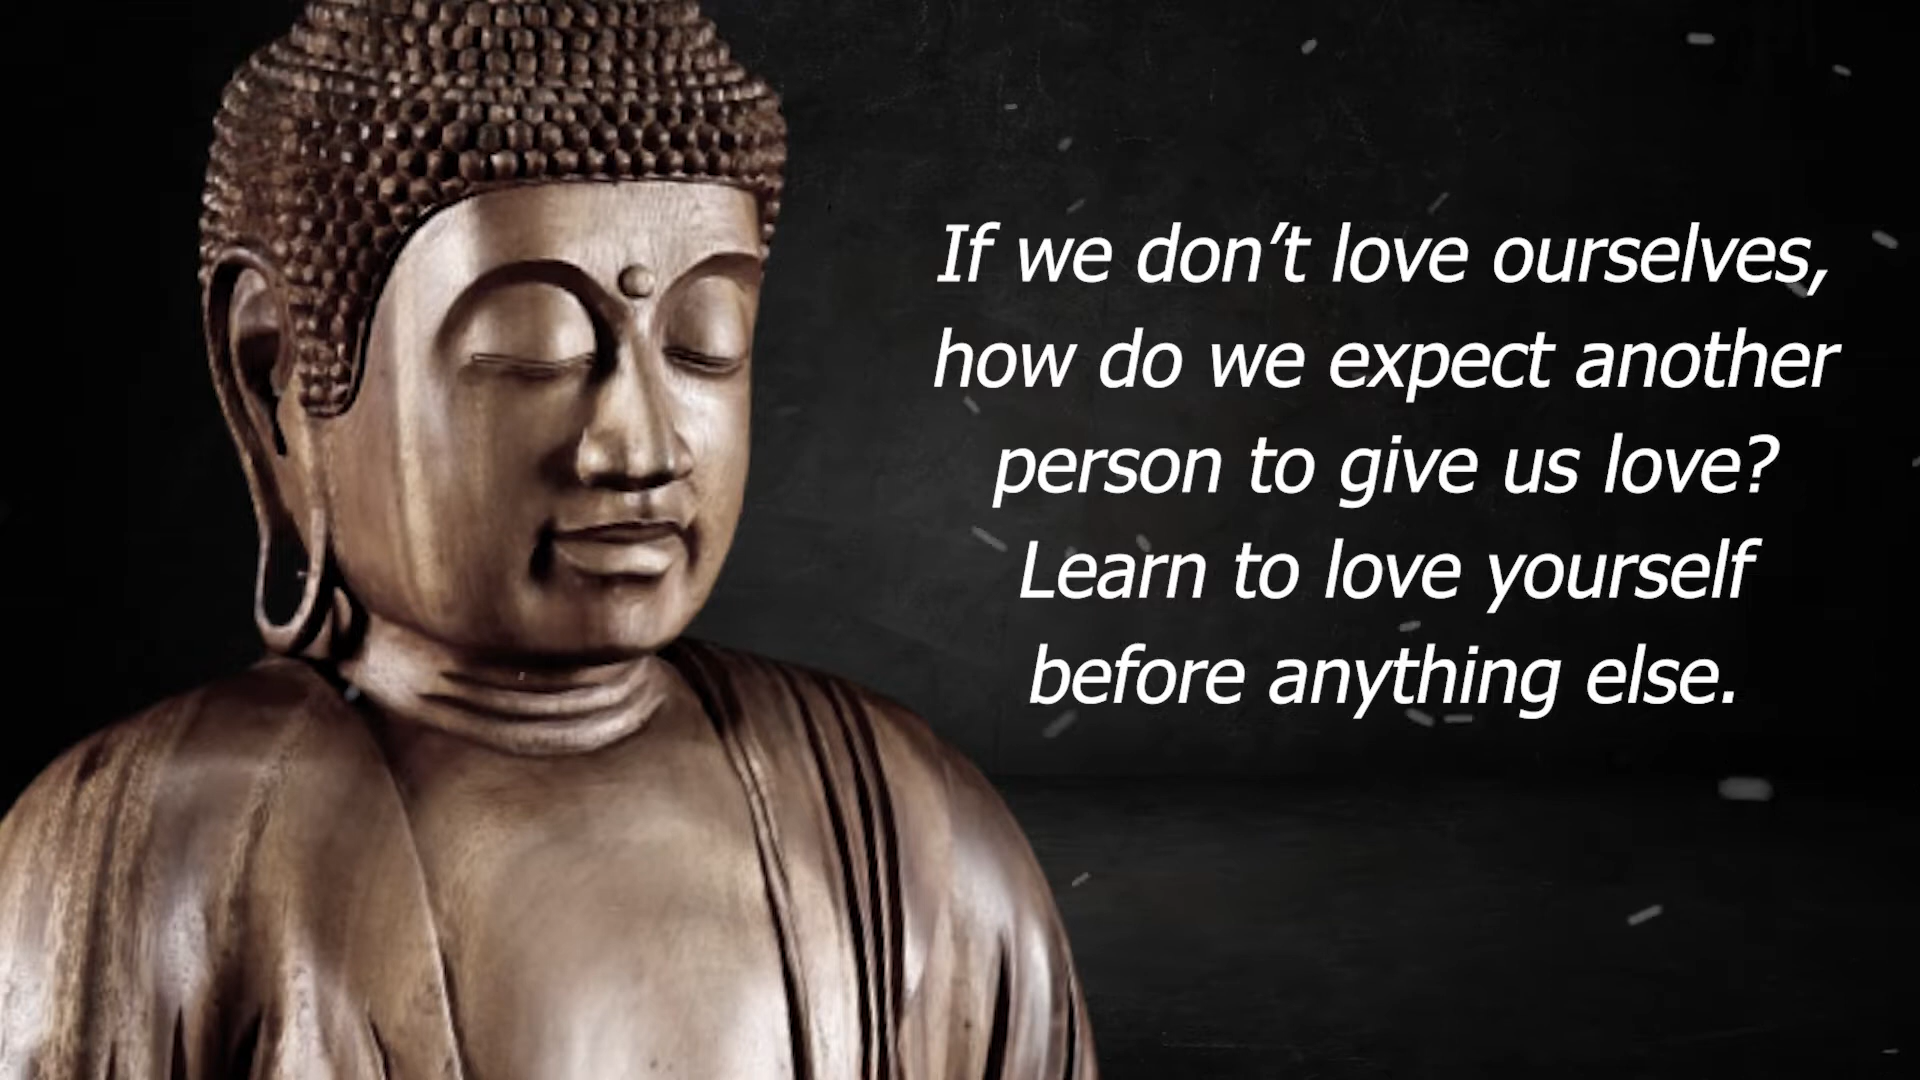 If we don’t love ourselves,
how do we expect another
person to give us love?
Learn to love yourself
before anything else.